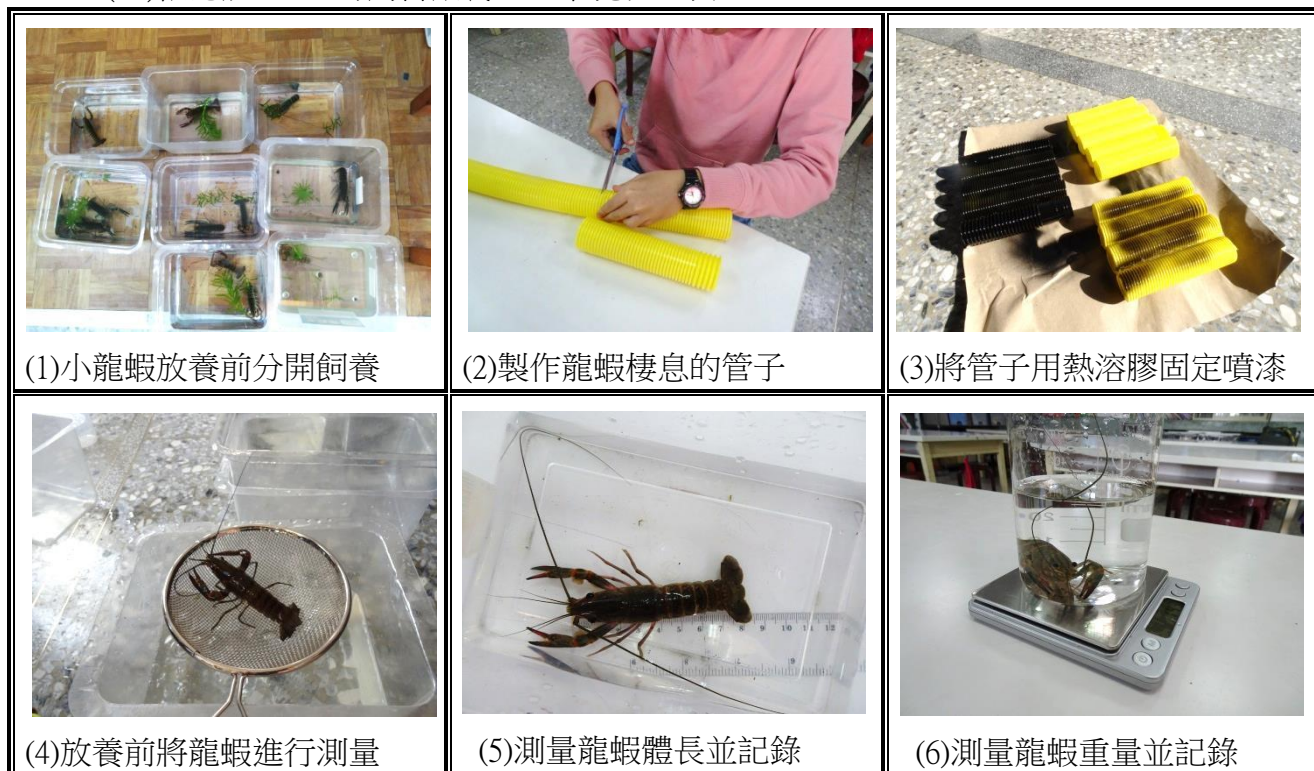 (1)小龍蝦放養前分開飼養
(2)製作龍蝦棲息的管子
(3)將管子用熱溶膠固定噴漆
(4)放養前將龍蝦進行測量
(5)測量龍蝦體長並記錄
(6)測量龍蝦重量並記錄